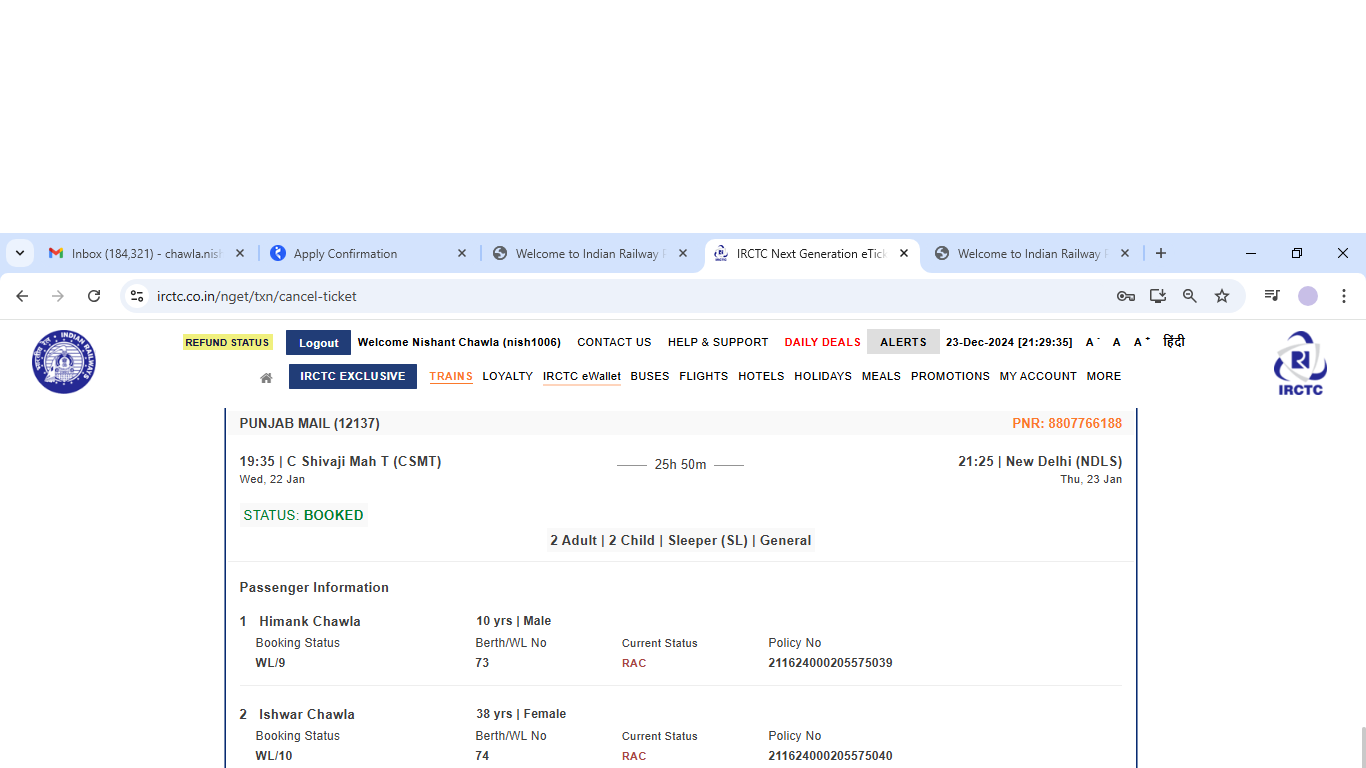 Inbox (184,321) - chawla.nish
Apply Confirmation
Welcome to Indian Railway P
IRCTC Next Generation eTick
Welcome to Indian Railway P
irctc.co.in/nget/txn/cancel-ticket
INDIAN RAILWAYS
भारतीय रेल
REFUND STATUS Logout Welcome Nishant Chawla (nish1006) CONTACT US HELP & SUPPORT DAILY DEALS ALERTS 23-Dec-2024 [21:29:35] A- A A+ हिंदी
IRCTC EXCLUSIVE TRAINS LOYALTY IRCTC eWallet BUSES FLIGHTS HOTELS HOLIDAYS MEALS PROMOTIONS MY ACCOUNT MORE
IRCTC
PUNJAB MAIL (12137) PNR: 8807766188
19:35 | C Shivaji Mah T (CSMT) 25h 50m 21:25 | New Delhi (NDLS)
Wed, 22 Jan Thu, 23 Jan
STATUS: BOOKED
2 Adult | 2 Child | Sleeper (SL) | General
Passenger Information
1 Himank Chawla 10 yrs | Male
Booking Status Berth/WL No Current Status Policy No
WL/9 73 RAC 211624000205575039
2 Ishwar Chawla 38 yrs | Female
Booking Status Berth/WL No Current Status Policy No
WL/10 74 RAC 211624000205575040